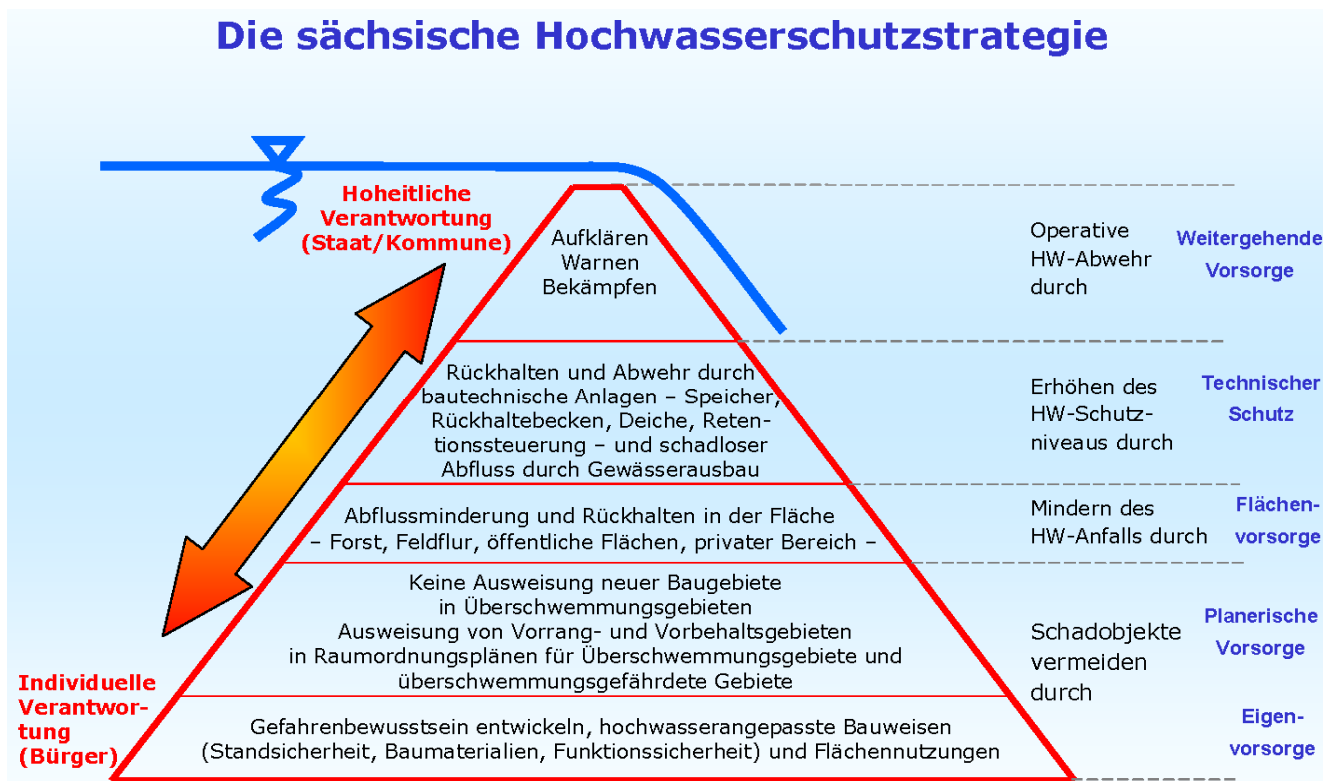 Die sächsische Hochwasserschutzstrategie
Hoheitliche
Verantwortung
(Staat/Kommune)
Aufklären
Warnen
Bekämpfen
Operative
HW-Abwehr
durch
Weitergehende
Vorsorge
Rückhalten und Abwehr durch
bautechnische Anlagen – Speicher,
Rückhaltebecken, Deiche, Reten-
tionssteuerung – und schadloser
Abfluss durch Gewässerausbau
Erhöhen des
HW-Schutz-
niveaus durch
Technischer
Schutz
Abflussminderung und Rückhalten in der Fläche
– Forst, Feldflur, öffentliche Flächen, privater Bereich –
Mindern des
HW-Anfalls durch
Flächen-
vorsorge
Keine Ausweisung neuer Baugebiete
in Überschwemmungsgebieten
Ausweisung von Vorrang- und Vorbehaltsgebieten
in Raumordnungsplänen für Überschwemmungsgebiete und
überschwemmungsgefährdete Gebiete
Schadobjekte
vermeiden
durch
Planerische
Vorsorge
Individuelle
Verantwor-
tung
(Bürger)
Gefahrenbewusstsein entwickeln, hochwasserangepasste Bauweisen
(Standsicherheit, Baumaterialien, Funktionssicherheit) und Flächennutzungen
Eigen-
vorsorge